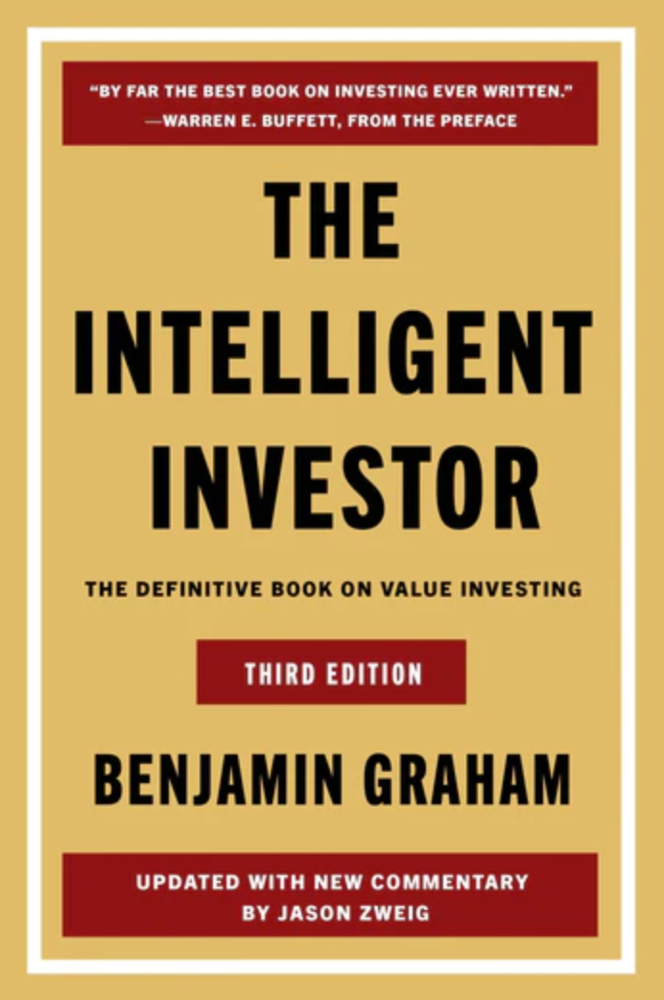 “BY FAR THE BEST BOOK ON INVESTING EVER WRITTEN.”
—WARREN E. BUFFETT, FROM THE PREFACE
THE
INTELLIGENT
INVESTOR
THE DEFINITIVE BOOK ON VALUE INVESTING
THIRD EDITION
BENJAMIN GRAHAM
UPDATED WITH NEW COMMENTARY
BY JASON ZWEIG